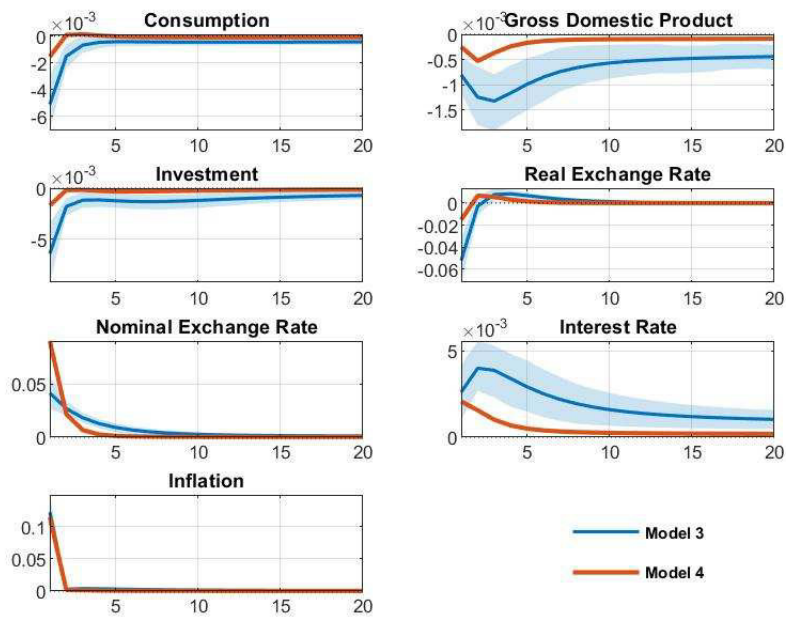 Consumption
×10⁻³
0
-2
-4
-6
5 10 15 20
Gross Domestic Product
×10⁻³
0
-0.5
-1
-1.5
5 10 15 20
Investment
×10⁻³
0
-5
5 10 15 20
Real Exchange Rate
0
-0.02
-0.04
-0.06
5 10 15 20
Nominal Exchange Rate
0.05
0
5 10 15 20
Interest Rate
×10⁻³
5
0
5 10 15 20
Inflation
0.1
0.05
0
5 10 15 20
Model 3
Model 4